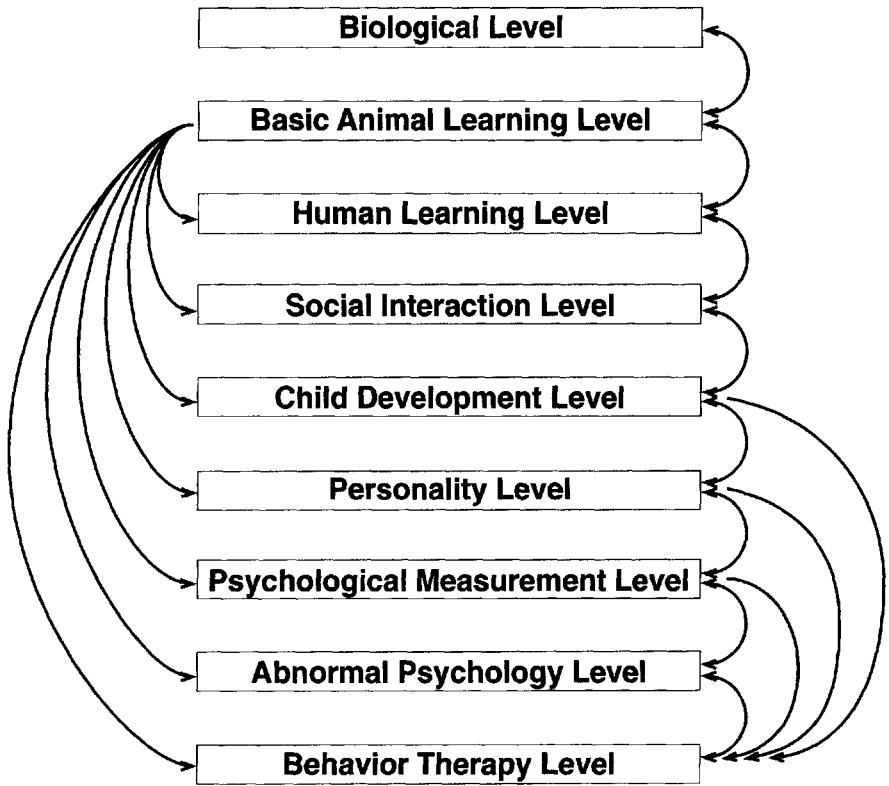 Biological Level
Basic Animal Learning Level
Human Learning Level
Social Interaction Level
Child Development Level
Personality Level
Psychological Measurement Level
Abnormal Psychology Level
Behavior Therapy Level